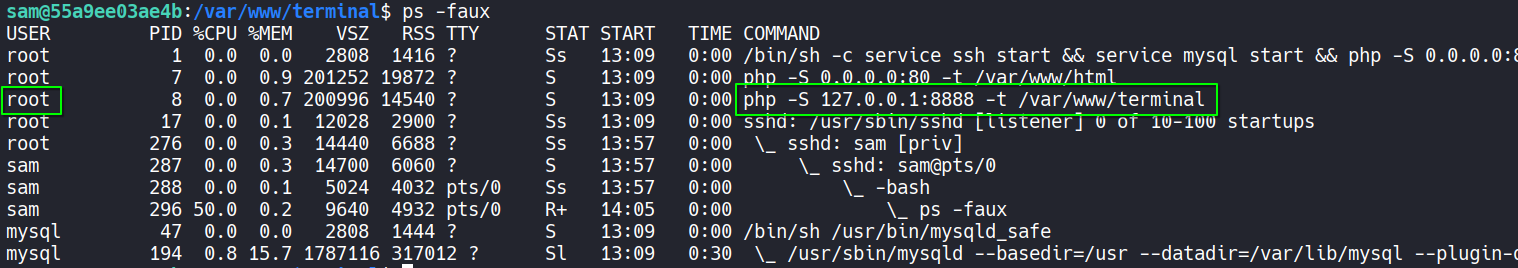 sam@55a9ee03ae4b:/var/www/terminal$ ps -faux
USER PID %CPU %MEM VSZ RSS TTY STAT START TIME COMMAND
root 1 0.0 0.0 2808 1416 ? Ss 13:09 0:00 /bin/sh -c service ssh start && service mysql start && php -S 0.0.0.0:8
root 7 0.0 0.9 201252 19872 ? S 13:09 0:00 php -S 0.0.0.0:80 -t /var/www/html
root 8 0.0 0.7 200996 14540 ? S 13:09 0:00 php -S 127.0.0.1:8888 -t /var/www/terminal
root 17 0.0 0.1 12028 2900 ? Ss 13:09 0:00 sshd: /usr/sbin/sshd [listener] 0 of 10-100 startups
root 276 0.0 0.3 14440 6688 ? Ss 13:57 0:00 \_ sshd: sam [priv]
sam 287 0.0 0.3 14700 6060 ? S 13:57 0:00 \_ sshd: sam@pts/0
sam 288 0.0 0.1 5024 4032 pts/0 Ss 13:57 0:00 \_ -bash
sam 296 50.0 0.2 9640 4932 pts/0 R+ 14:05 0:00 \_ ps -faux
mysql 47 0.0 0.0 2808 1444 ? S 13:09 0:00 /bin/sh /usr/bin/mysqld_safe
mysql 194 0.8 15.7 1787116 317012 ? Sl 13:09 0:30 \_ /usr/sbin/mysqld --basedir=/usr --datadir=/var/lib/mysql --plugin-d